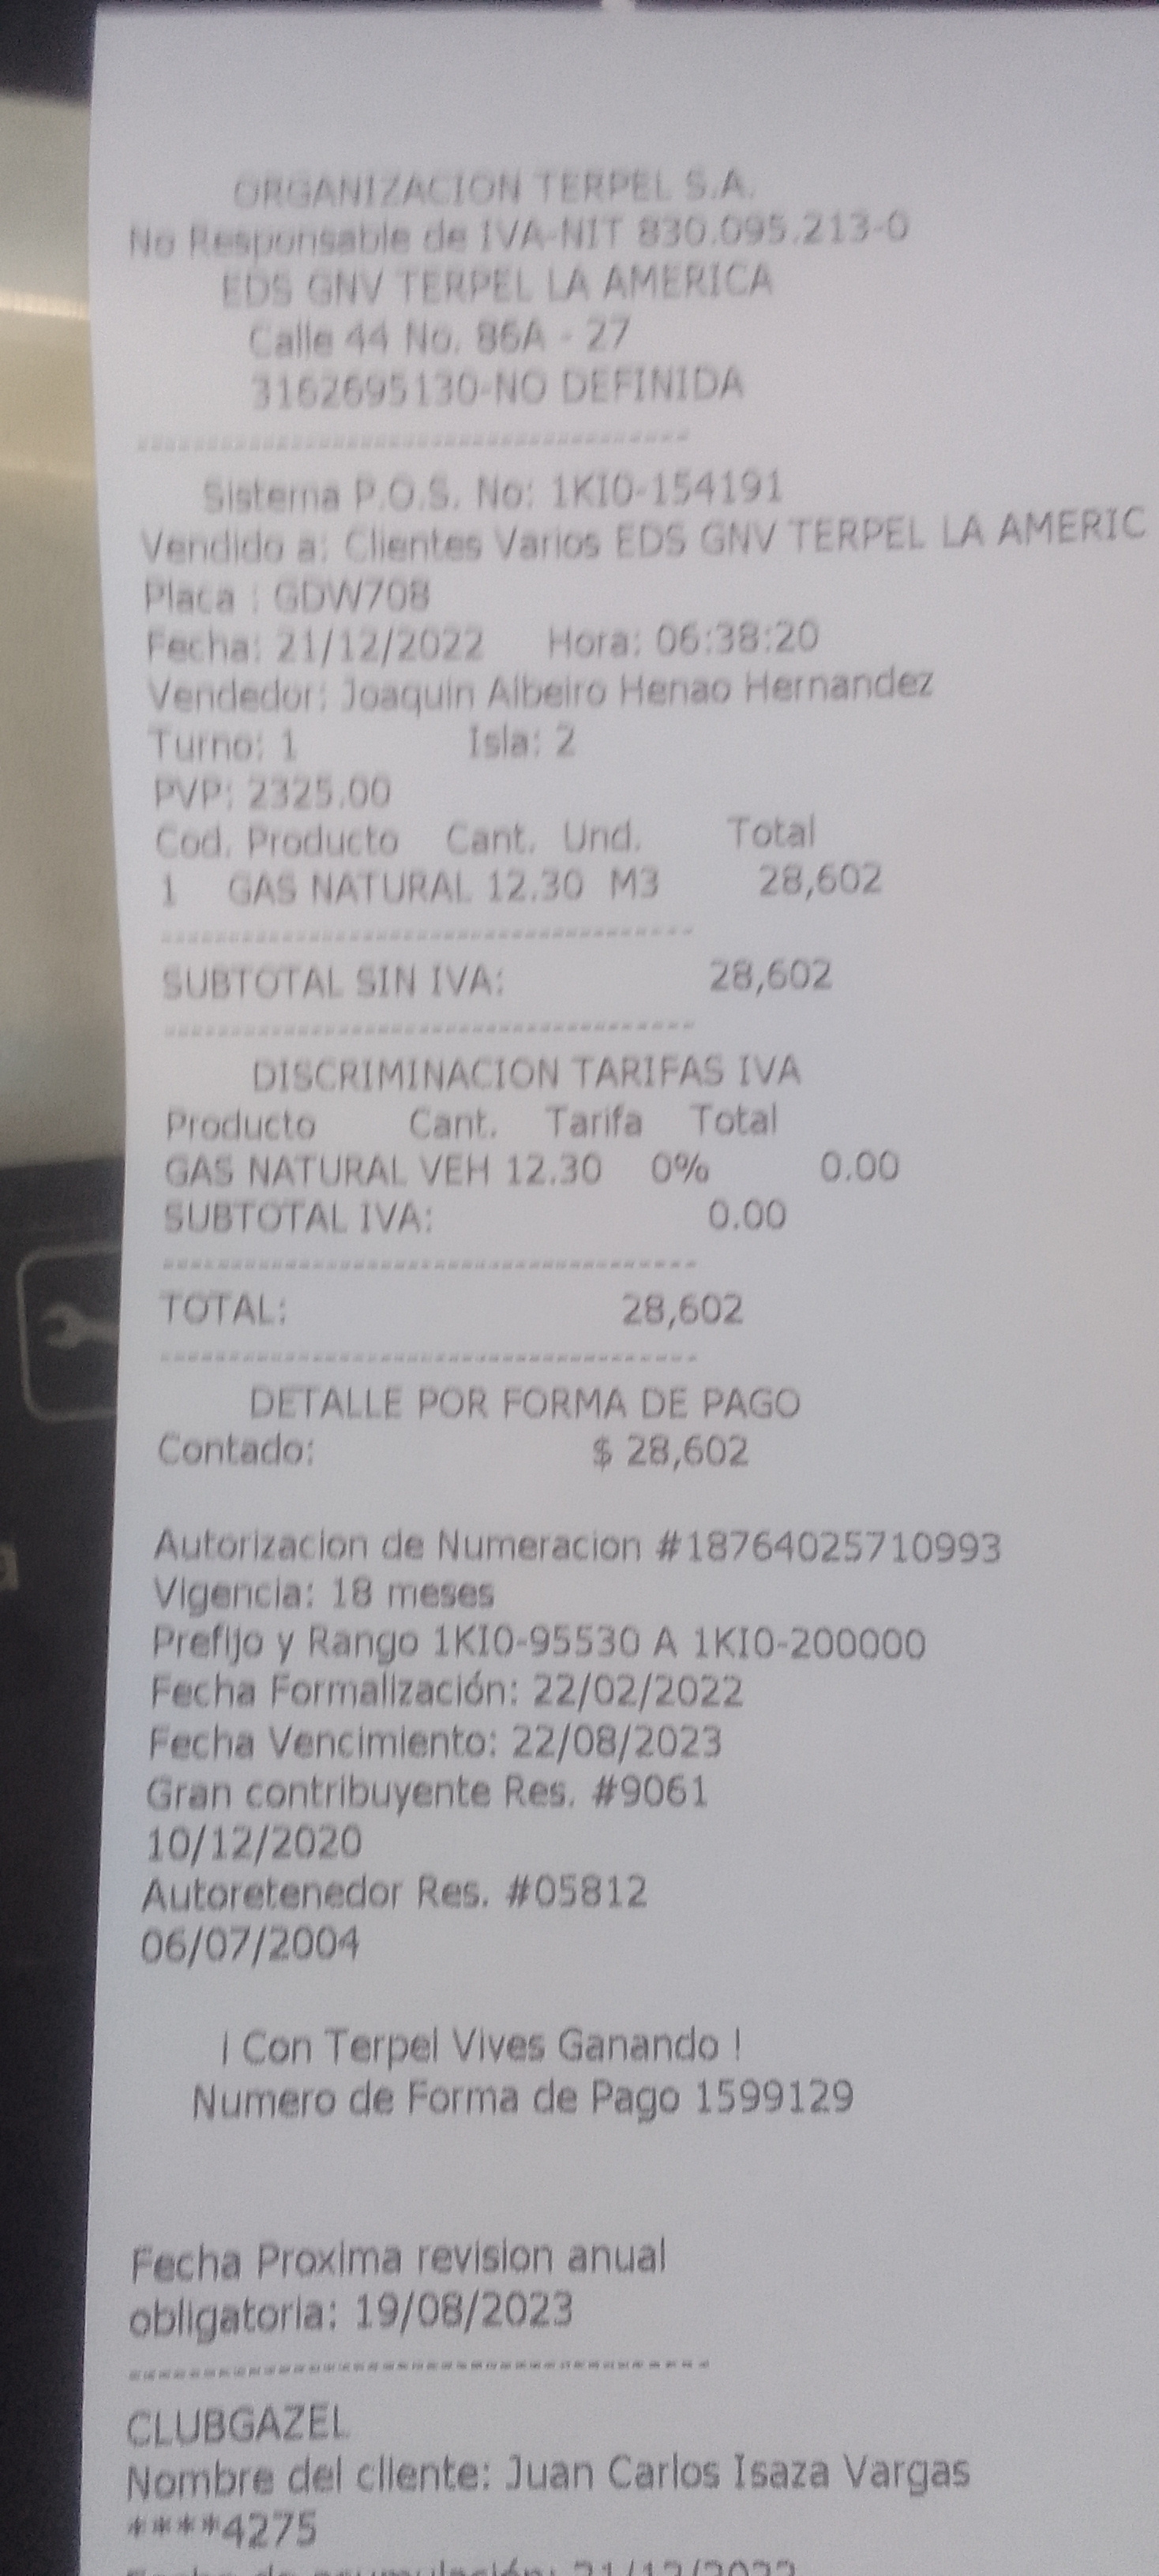 ORGANIZACION TERPEL S.A.
No Responsable de IVA-NIT 830.095.213-0
EDS GNV TERPEL LA AMERICA
Calle 44 No. 86A - 27
3162695130-NO DEFINIDA
Sistema P.O.S. No: 1KI0-154191
Vendido a: Clientes Varios EDS GNV TERPEL LA AMERIC
Placa : GDW708
Fecha: 21/12/2022 Hora: 06:38:20
Vendedor: Joaquin Albeiro Henao Hernandez
Turno: 1 Isla: 2
PVP: 2325.00
Cod. Producto Cant. Und. Total
1 GAS NATURAL 12.30 M3 28,602
SUBTOTAL SIN IVA: 28,602
DISCRIMINACION TARIFAS IVA
Producto Cant. Tarifa Total
GAS NATURAL VEH 12.30 0% 0.00
SUBTOTAL IVA: 0.00
TOTAL: 28,602
DETALLE POR FORMA DE PAGO
Contado: $ 28,602
Autorizacion de Numeracion #18764025710993
Vigencia: 18 meses
Prefijo y Rango 1KI0-95530 A 1KI0-200000
Fecha Formalización: 22/02/2022
Fecha Vencimiento: 22/08/2023
Gran contribuyente Res. #9061
10/12/2020
Autoretenedor Res. #05812
06/07/2004
¡ Con Terpel Vives Ganando !
Numero de Forma de Pago 1599129
Fecha Proxima revision anual
obligatoria: 19/08/2023
CLUBGAZEL
Nombre del cliente: Juan Carlos Isaza Vargas
****4275
Fecha de acumulación: 21/12/2022